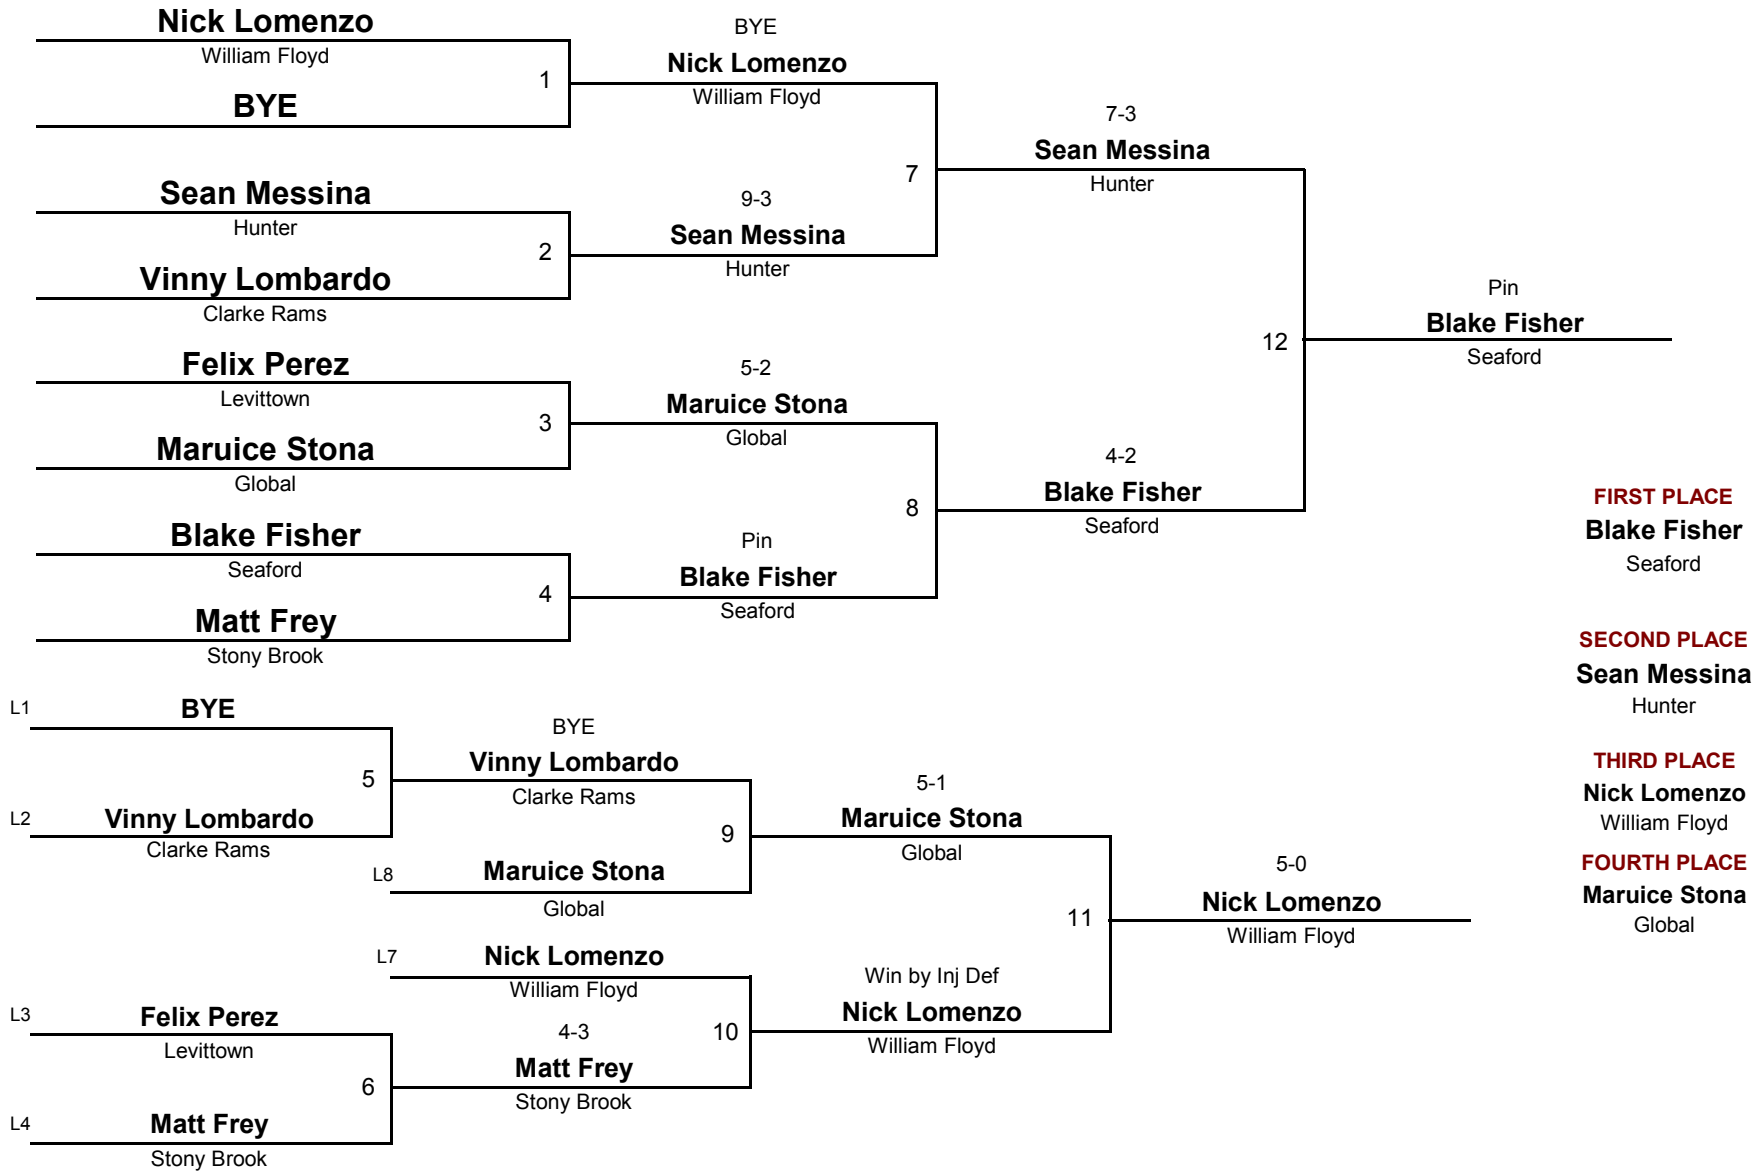 Nick Lomenzo
William Floyd
1
BYE
Sean Messina
Hunter
2
Vinny Lombardo
Clarke Rams
Felix Perez
Levittown
3
Maruice Stona
Global
Blake Fisher
Seaford
4
Matt Frey
Stony Brook
BYE
Nick Lomenzo
William Floyd
7
9-3
Sean Messina
Hunter
5-2
Maruice Stona
Global
8
Pin
Blake Fisher
Seaford
7-3
Sean Messina
Hunter
12
4-2
Blake Fisher
Seaford
Pin
Blake Fisher
Seaford
L1
BYE
5
L2
Vinny Lombardo
Clarke Rams
L3
Felix Perez
Levittown
6
L4
Matt Frey
Stony Brook
BYE
Vinny Lombardo
Clarke Rams
9
L8
Maruice Stona
Global
L7
Nick Lomenzo
William Floyd
10
4-3
Matt Frey
Stony Brook
5-1
Maruice Stona
Global
11
Win by Inj Def
Nick Lomenzo
William Floyd
5-0
Nick Lomenzo
William Floyd
FIRST PLACE
Blake Fisher
Seaford
SECOND PLACE
Sean Messina
Hunter
THIRD PLACE
Nick Lomenzo
William Floyd
FOURTH PLACE
Maruice Stona
Global